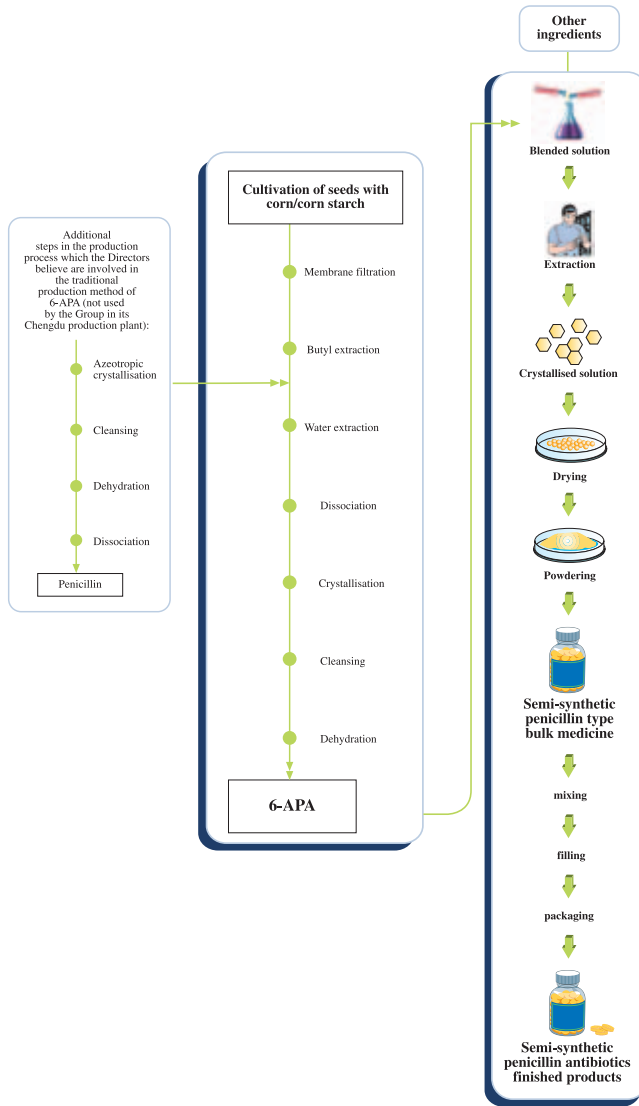 Other
ingredients
Blended solution
Extraction
Crystallised solution
Drying
Powdering
Semi-synthetic
penicillin type
bulk medicine
mixing
filling
packaging
Semi-synthetic
penicillin antibiotics
finished products
Cultivation of seeds with
corn/corn starch
Membrane filtration
Butyl extraction
Water extraction
Dissociation
Crystallisation
Cleansing
Dehydration
6-APA
Additional
steps in the production
process which the Directors
believe are involved in
the traditional
production method of
6-APA (not used
by the Group in its
Chengdu production plant):
Azeotropic
crystallisation
Cleansing
Dehydration
Dissociation
Penicillin